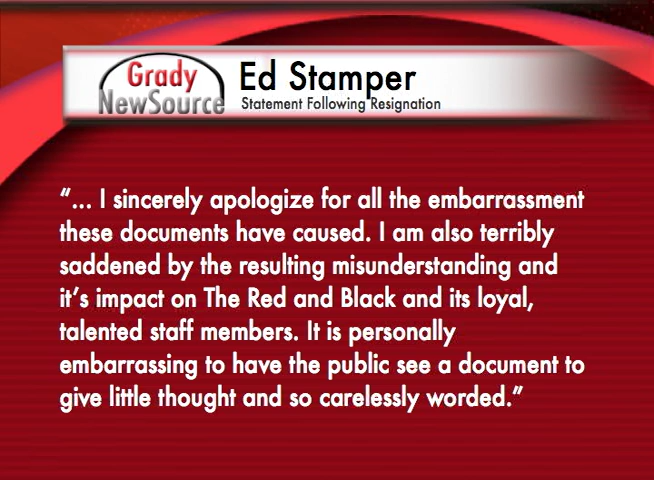 Grady
NewSource
Ed Stamper
Statement Following Resignation
“... I sincerely apologize for all the embarrassment
these documents have caused. I am also terribly
saddened by the resulting misunderstanding and
it’s impact on The Red and Black and its loyal,
talented staff members. It is personally
embarrassing to have the public see a document to
give little thought and so carelessly worded.”